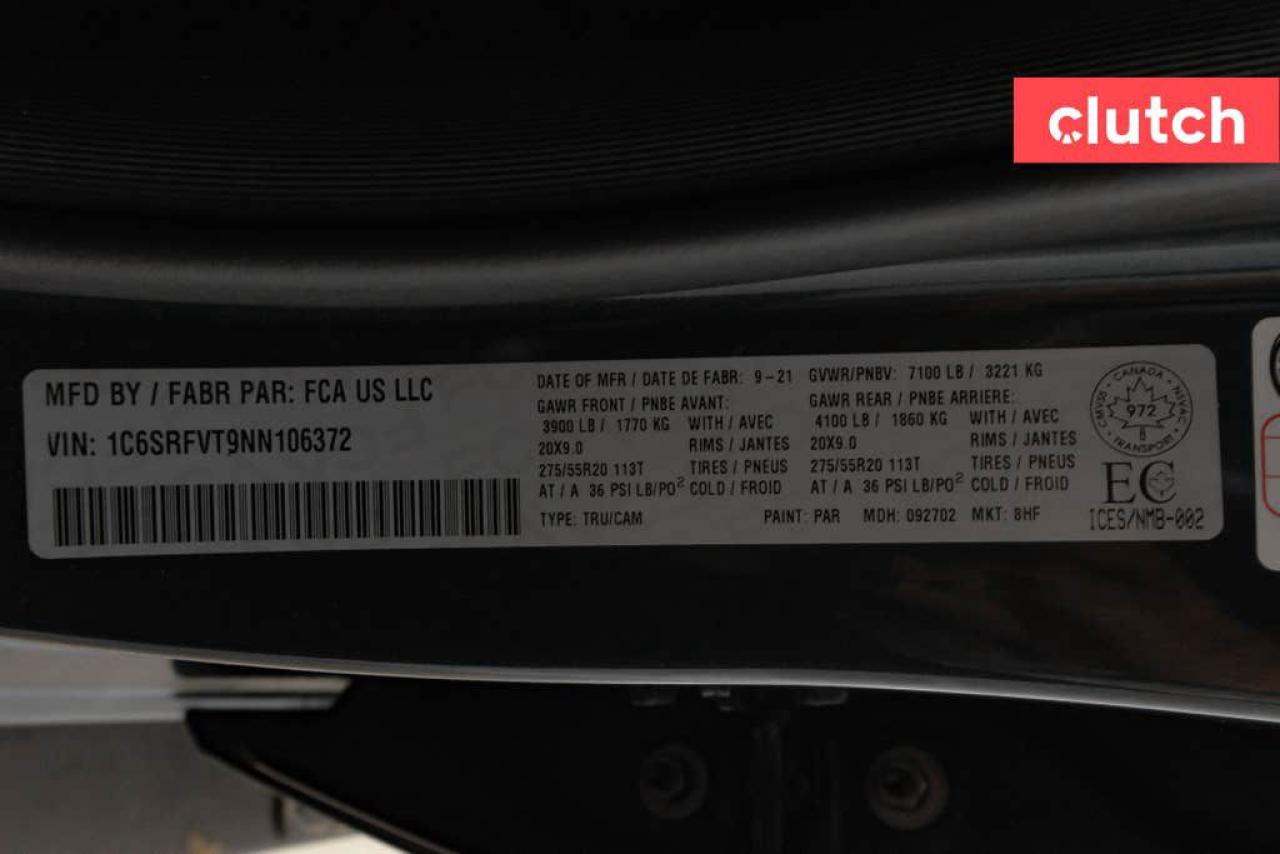 clutch
MFD BY / FABR PAR: FCA US LLC
VIN: 1C6SRFVT9NN106372
DATE OF MFR / DATE DE FABR: 9-21 GVWR/PNBV: 7100 LB / 3221 KG
GAWR FRONT / PNBE AVANT: GAWR REAR / PNBE ARRIERE:
3900 LB / 1770 KG WITH / AVEC 4100 LB / 1860 KG WITH / AVEC
20X9.0 RIMS / JANTES 20X9.0 RIMS / JANTES
275/55R20 113T TIRES / PNEUS 275/55R20 113T TIRES / PNEUS
AT / A 36 PSI LB/PO² COLD / FROID AT / A 36 PSI LB/PO² COLD / FROID
TYPE: TRU/CAM PAINT: PAR MDH: 092702 MKT: 8HF
CANADA
CMVSS 972 NSVAC
8
TRANSPORT
EC
ICES/NMB-002